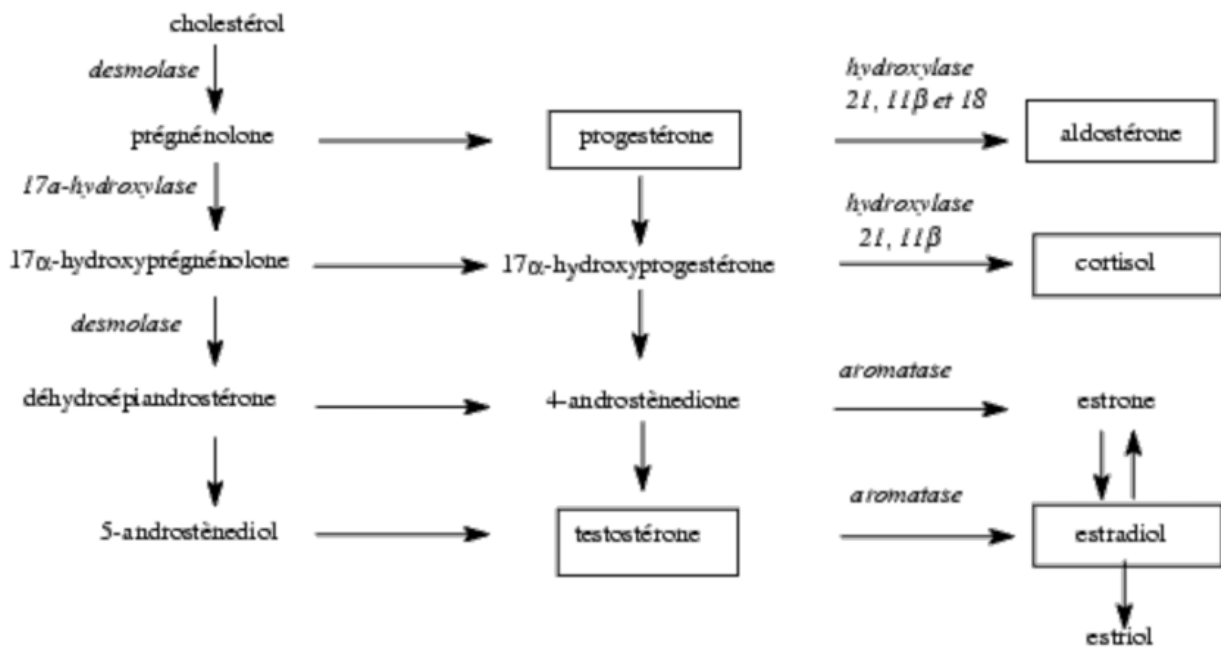 cholestérol
desmolase
hydroxylase
21, 11β et 18
prégnénolone
progestérone
aldostérone
17a-hydroxylase
hydroxylase
21, 11β
17α-hydroxyprégnénolone
17α-hydroxyprogestérone
cortisol
desmolase
aromatase
déhydroépiandrostérone
4-androstènedione
estrone
aromatase
5-androstènediol
testostérone
estradiol
estriol